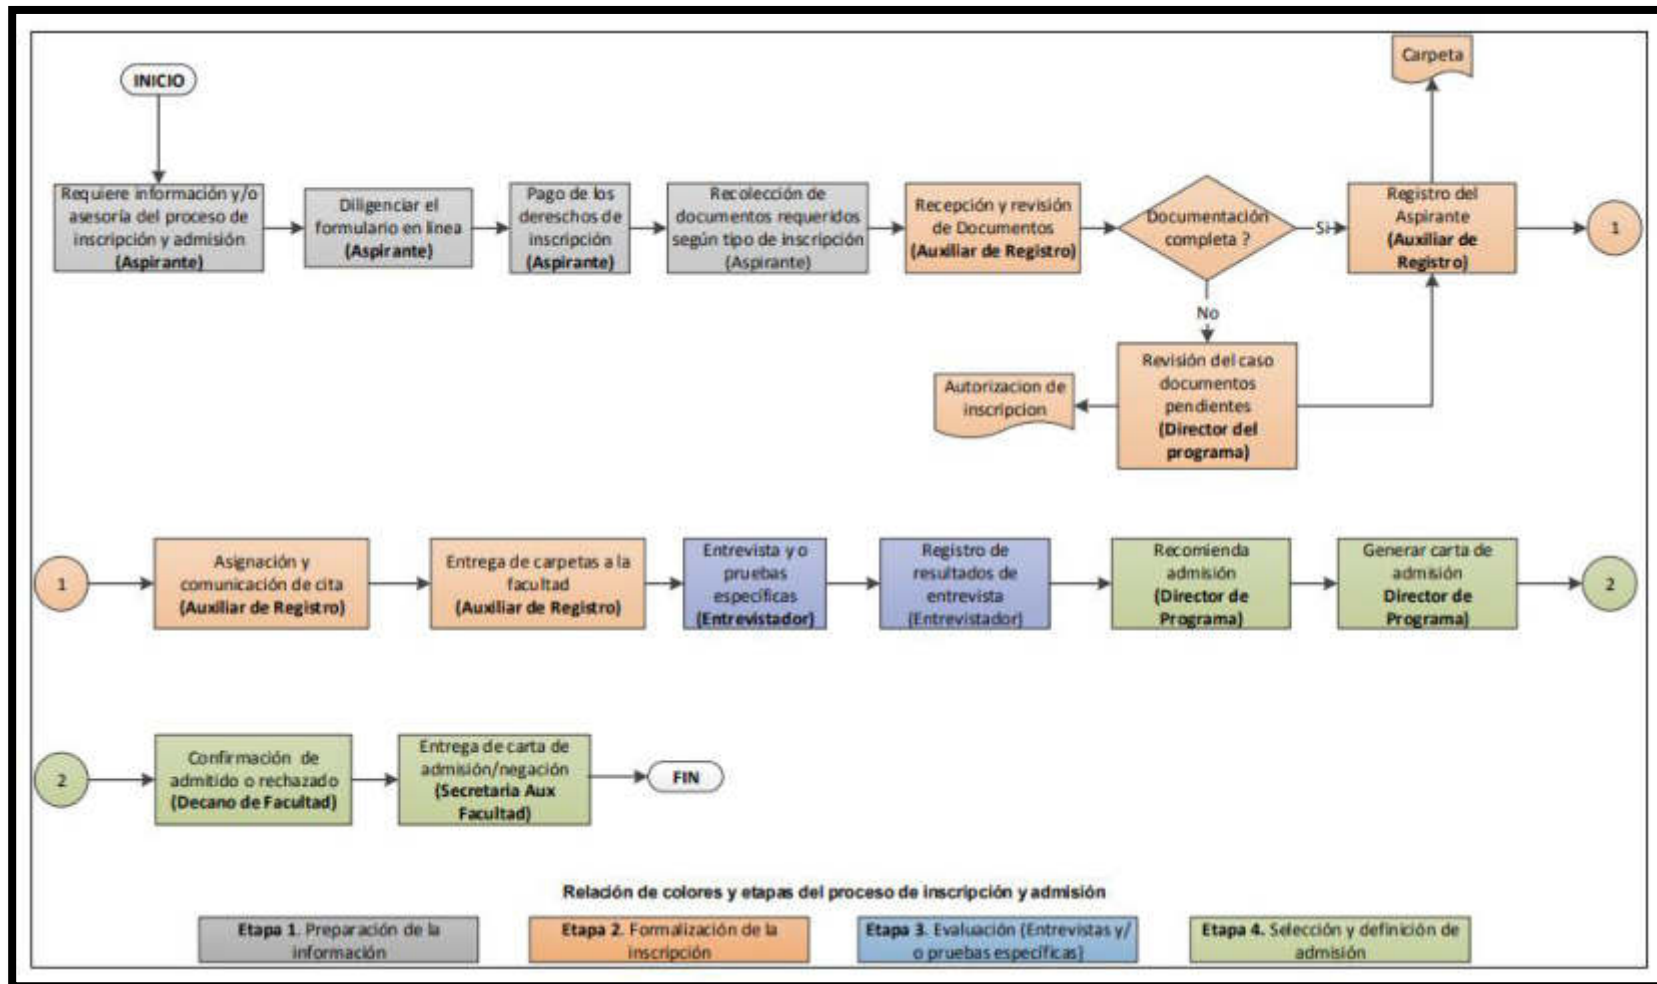 Carpeta
INICIO
Requiere información y/o
asesoría del proceso de
inscripción y admisión
(Aspirante)
Diligenciar el
formulario en linea
(Aspirante)
Pago de los
dereschos de
inscripción
(Aspirante)
Recolección de
documentos requeridos
según tipo de inscripción
(Aspirante)
Recepción y revisión
de Documentos
(Auxiliar de Registro)
Documentación
completa ?
Si
Registro del
Aspirante
(Auxiliar de
Registro)
1
No
Revisión del caso
documentos
pendientes
(Director del
programa)
Autorizacion de
inscripcion
1
Asignación y
comunicación de cita
(Auxiliar de Registro)
Entrega de carpetas a la
facultad
(Auxiliar de Registro)
Entrevista y o
pruebas
específicas
(Entrevistador)
Registro de
resultados de
entrevista
(Entrevistador)
Recomienda
admisión
(Director de
Programa)
Generar carta de
admisión
Director de
Programa)
2
2
Confirmación de
admitido o rechazado
(Decano de Facultad)
Entrega de carta de
admisión/negación
(Secretaria Aux
Facultad)
FIN
Relación de colores y etapas del proceso de inscripción y admisión
Etapa 1. Preparación de la
información
Etapa 2. Formalización de la
inscripción
Etapa 3. Evaluación (Entrevistas y/
o pruebas específicas)
Etapa 4. Selección y definición de
admisión